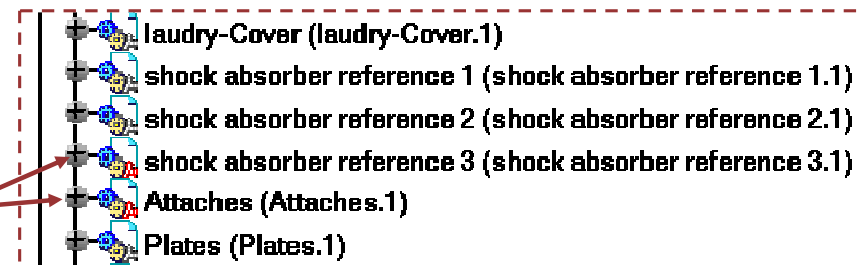 laudry-Cover (laudry-Cover.1)
shock absorber reference 1 (shock absorber reference 1.1)
shock absorber reference 2 (shock absorber reference 2.1)
shock absorber reference 3 (shock absorber reference 3.1)
Attaches (Attaches.1)
Plates (Plates.1)